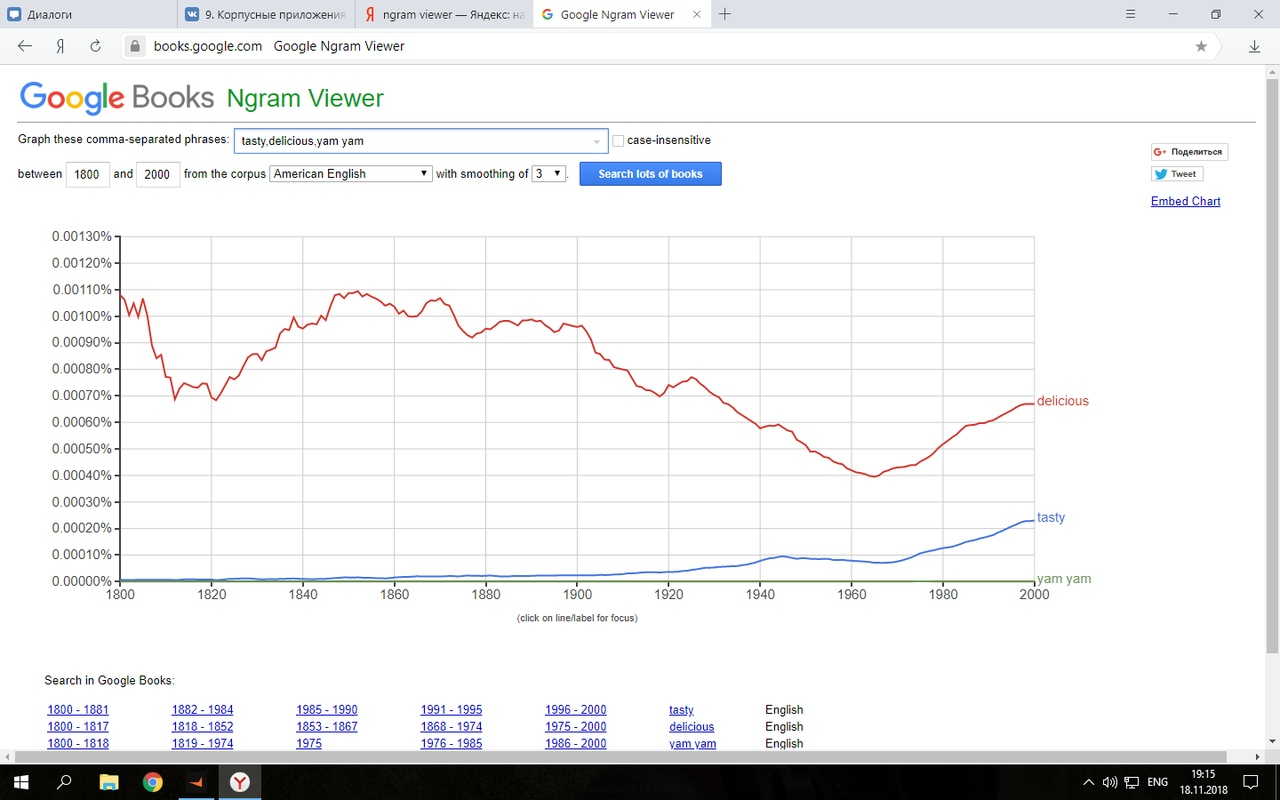 Диалоги
9. Корпусные приложения
ngram viewer — Яндекс: на
Google Ngram Viewer
books.google.com Google Ngram Viewer
Google Books Ngram Viewer
Graph these comma-separated phrases: tasty,delicious,yam yam case-insensitive
between 1800 and 2000 from the corpus American English with smoothing of 3 . Search lots of books
G+ Поделиться
Tweet
Embed Chart
0.00130%
0.00120%
0.00110%
0.00100%
0.00090%
0.00080%
0.00070%
0.00060%
0.00050%
0.00040%
0.00030%
0.00020%
0.00010%
0.00000%
delicious
tasty
yam yam
1800 1820 1840 1860 1880 1900 1920 1940 1960 1980 2000
(click on line/label for focus)
Search in Google Books:
1800 - 1881 1882 - 1984 1985 - 1990 1991 - 1995 1996 - 2000 tasty English
1800 - 1817 1818 - 1852 1853 - 1867 1868 - 1974 1975 - 2000 delicious English
1800 - 1818 1819 - 1974 1975 1976 - 1985 1986 - 2000 yam yam English
ENG
19:15
18.11.2018